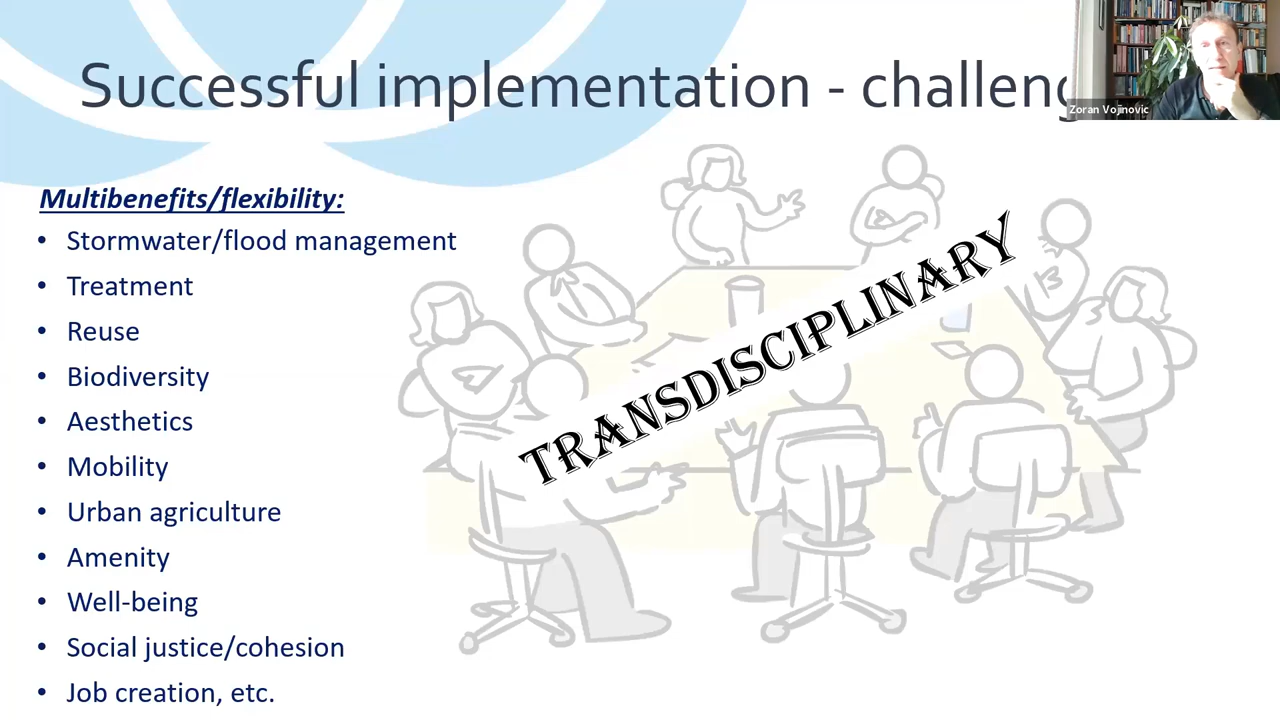 Successful implementation - challeng
Zoran Vojinovic
Multibenefits/flexibility:
• Stormwater/flood management
• Treatment
• Reuse
• Biodiversity
• Aesthetics
• Mobility
• Urban agriculture
• Amenity
• Well-being
• Social justice/cohesion
• Job creation, etc.
TRANSDISCIPLINARY